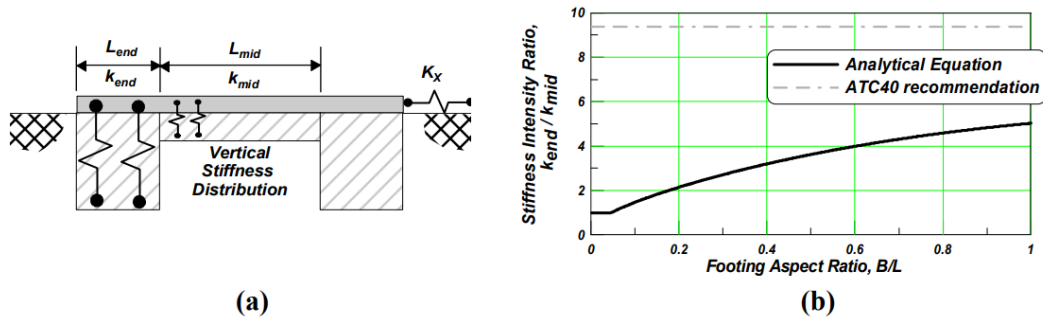 L_end
L_mid
k_end
k_mid
K_X
Vertical
Stiffness
Distribution
(a)
Stiffness Intensity Ratio,
k_end / k_mid
10
8
6
4
2
0
Analytical Equation
ATC40 recommendation
0 0.2 0.4 0.6 0.8 1
Footing Aspect Ratio, B/L
(b)